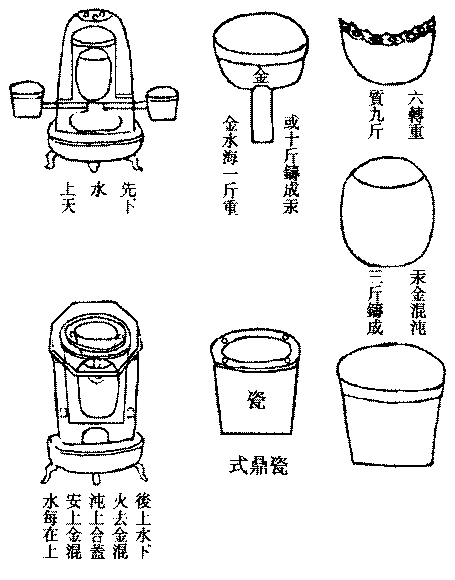 六轉重
質九斤
金
或十斤鑄成汞
金水海一斤重
先下
水
上天
汞金混沌
三斤鑄成
瓷
瓷鼎式
後上水下
火去金混
沌上合蓋
安上金混
水每在上